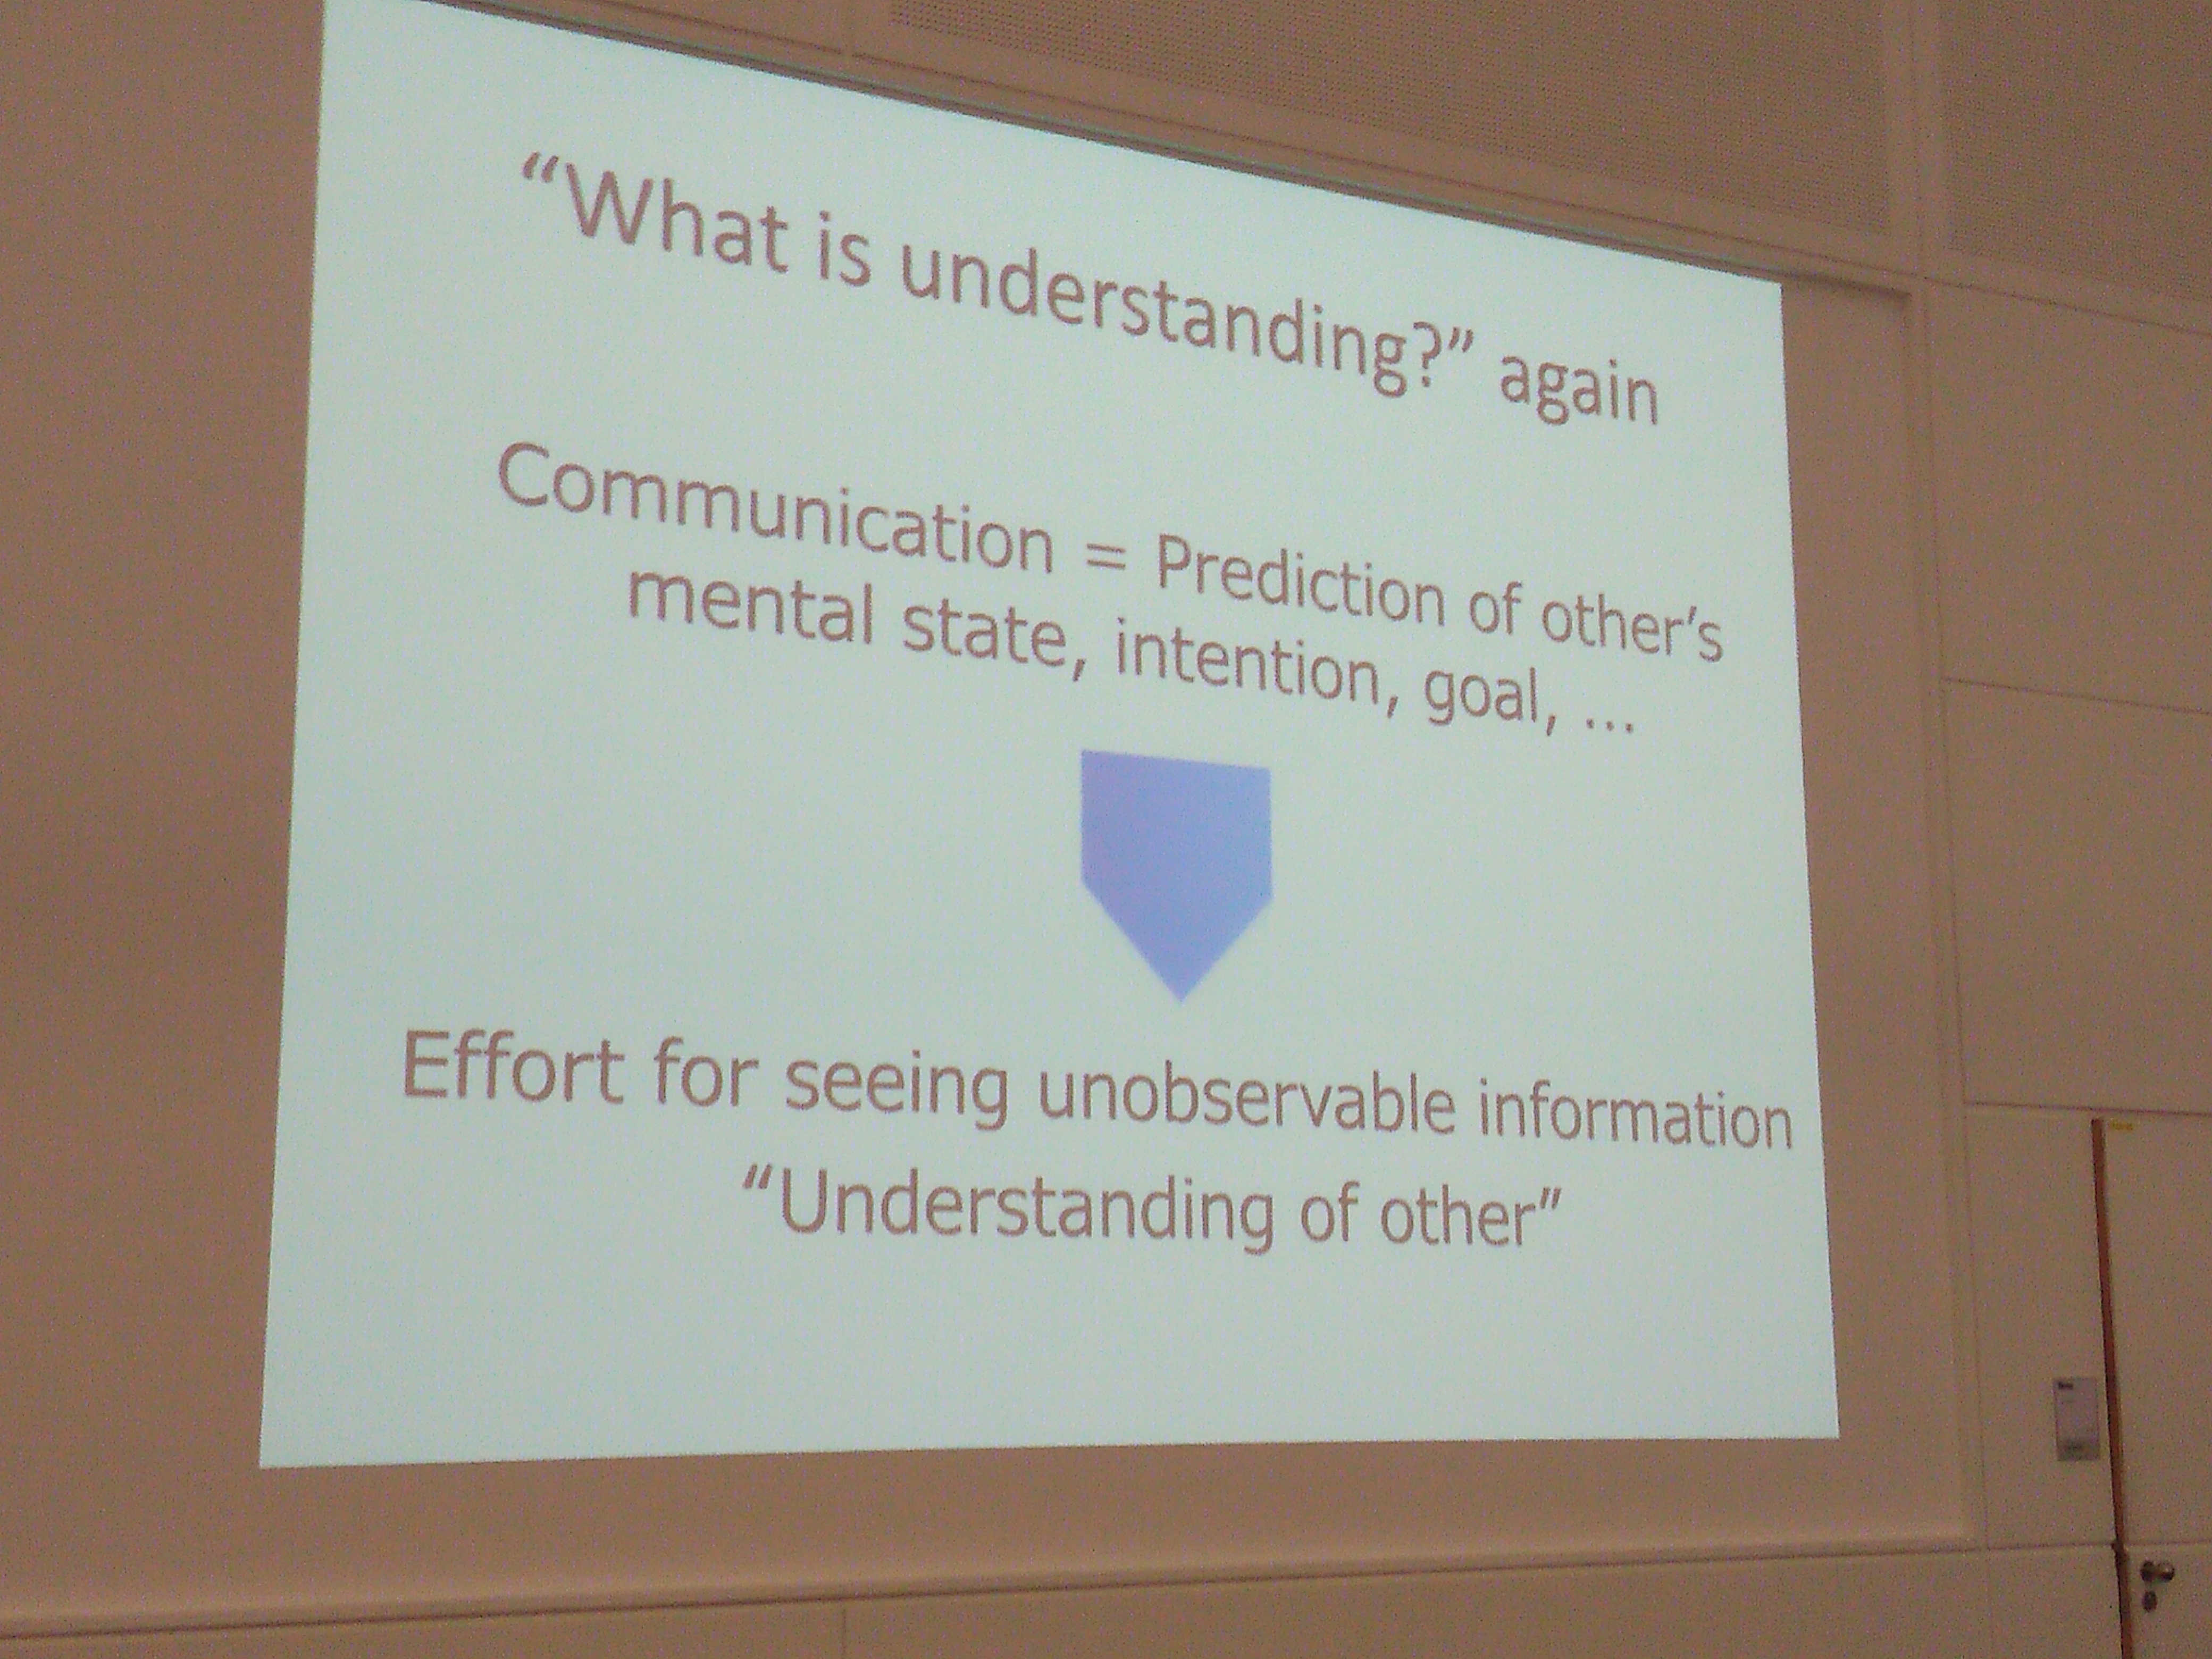 “What is understanding?” again
Communication = Prediction of other’s
mental state, intention, goal, ...
Effort for seeing unobservable information
“Understanding of other”